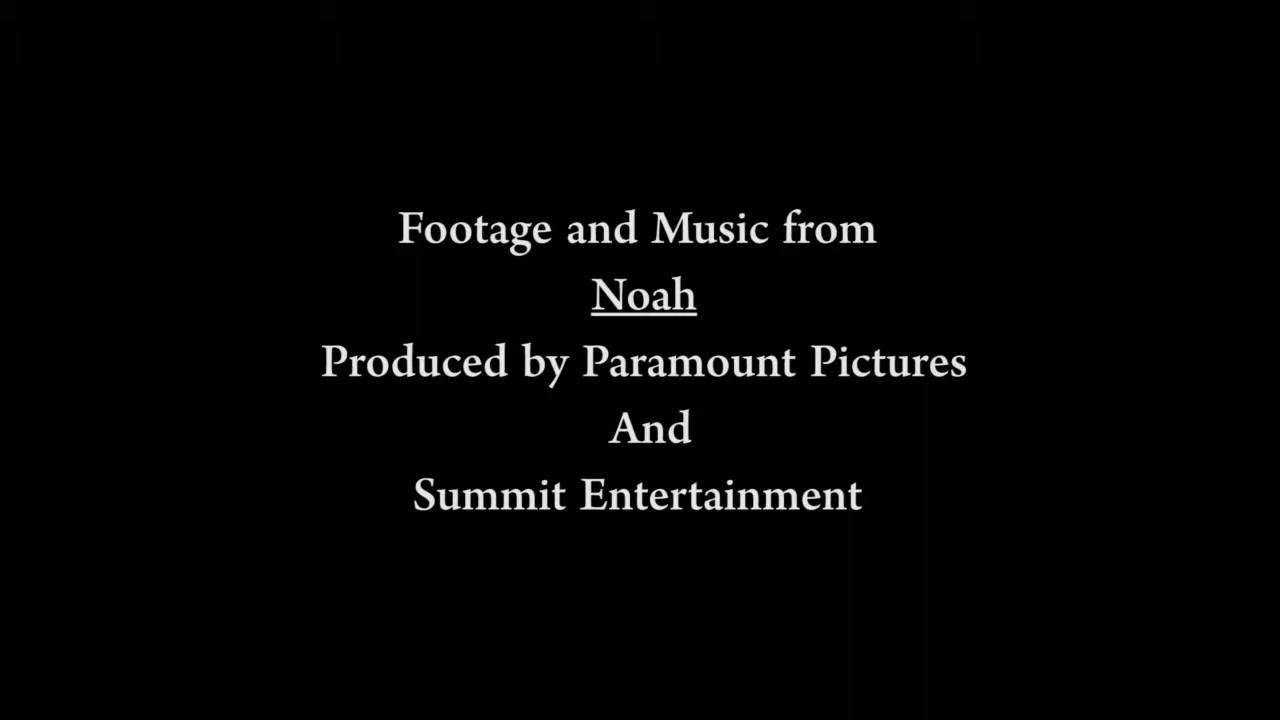 Footage and Music from
Noah
Produced by Paramount Pictures
And
Summit Entertainment